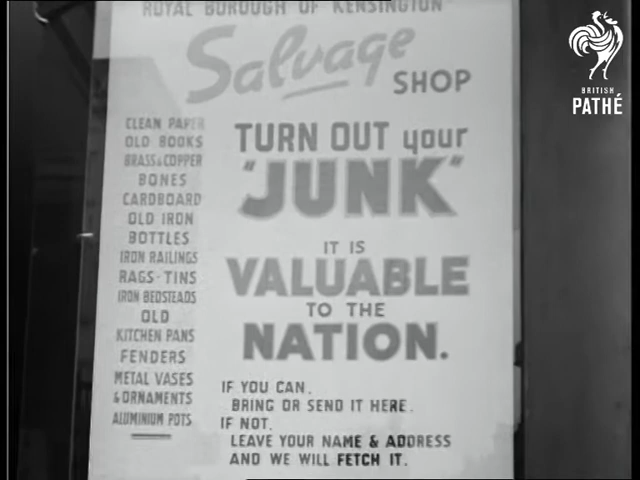 ROYAL BOROUGH OF KENSINGTON
Salvage
SHOP
CLEAN PAPER
OLD BOOKS
BRASS & COPPER
BONES
CARDBOARD
OLD IRON
BOTTLES
IRON RAILINGS
RAGS-TINS
IRON BEDSTEADS
OLD
KITCHEN PANS
FENDERS
METAL VASES
& ORNAMENTS
ALUMINIUM POTS
TURN OUT your
"JUNK"
IT IS
VALUABLE
TO THE
NATION.
IF YOU CAN.
BRING OR SEND IT HERE.
IF NOT.
LEAVE YOUR NAME & ADDRESS
AND WE WILL FETCH IT.
BRITISH
PATHÉ